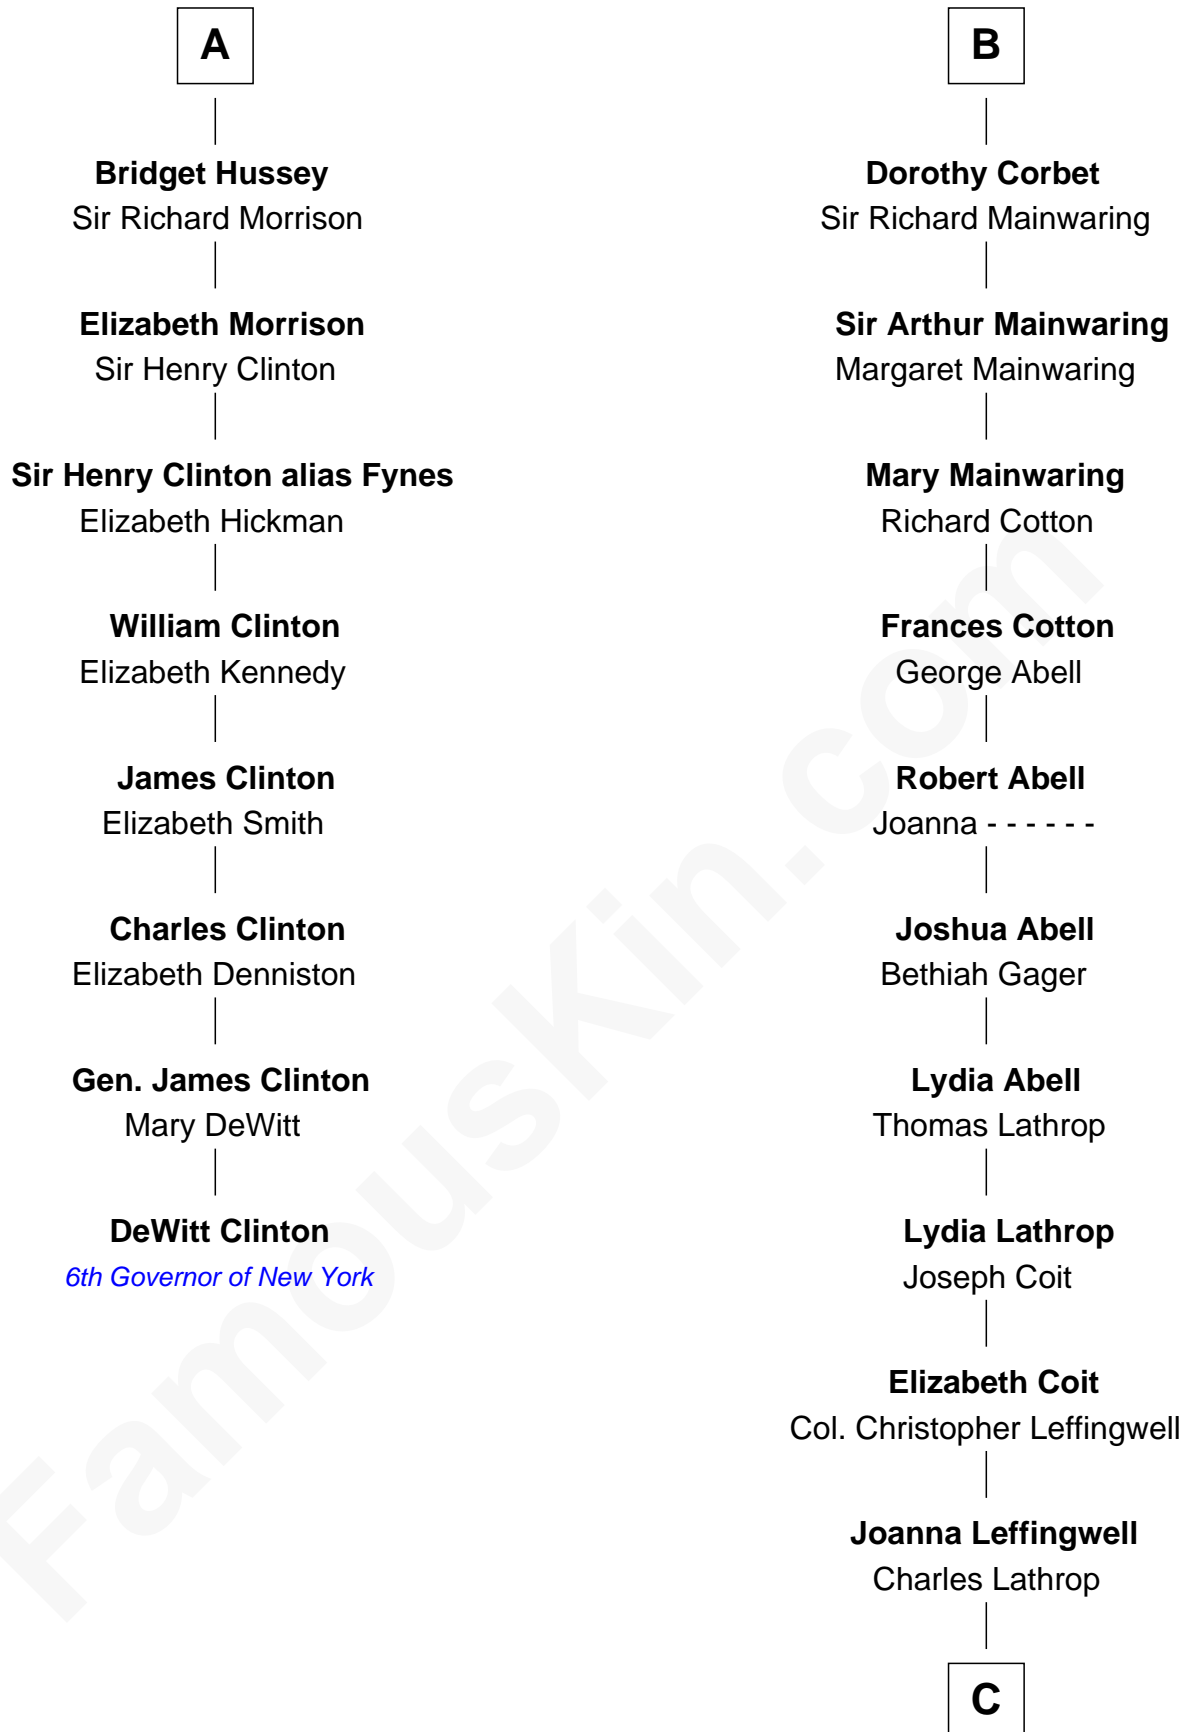 A
Bridget Hussey
Sir Richard Morrison
Elizabeth Morrison
Sir Henry Clinton
Sir Henry Clinton alias Fynes
Elizabeth Hickman
William Clinton
Elizabeth Kennedy
James Clinton
Elizabeth Smith
Charles Clinton
Elizabeth Denniston
Gen. James Clinton
Mary DeWitt
DeWitt Clinton
6th Governor of New York
B
Dorothy Corbet
Sir Richard Mainwaring
Sir Arthur Mainwaring
Margaret Mainwaring
Mary Mainwaring
Richard Cotton
Frances Cotton
George Abell
Robert Abell
Joanna - - - - - -
Joshua Abell
Bethiah Gager
Lydia Abell
Thomas Lathrop
Lydia Lathrop
Joseph Coit
Elizabeth Coit
Col. Christopher Leffingwell
Joanna Leffingwell
Charles Lathrop
C
FamousKin.com